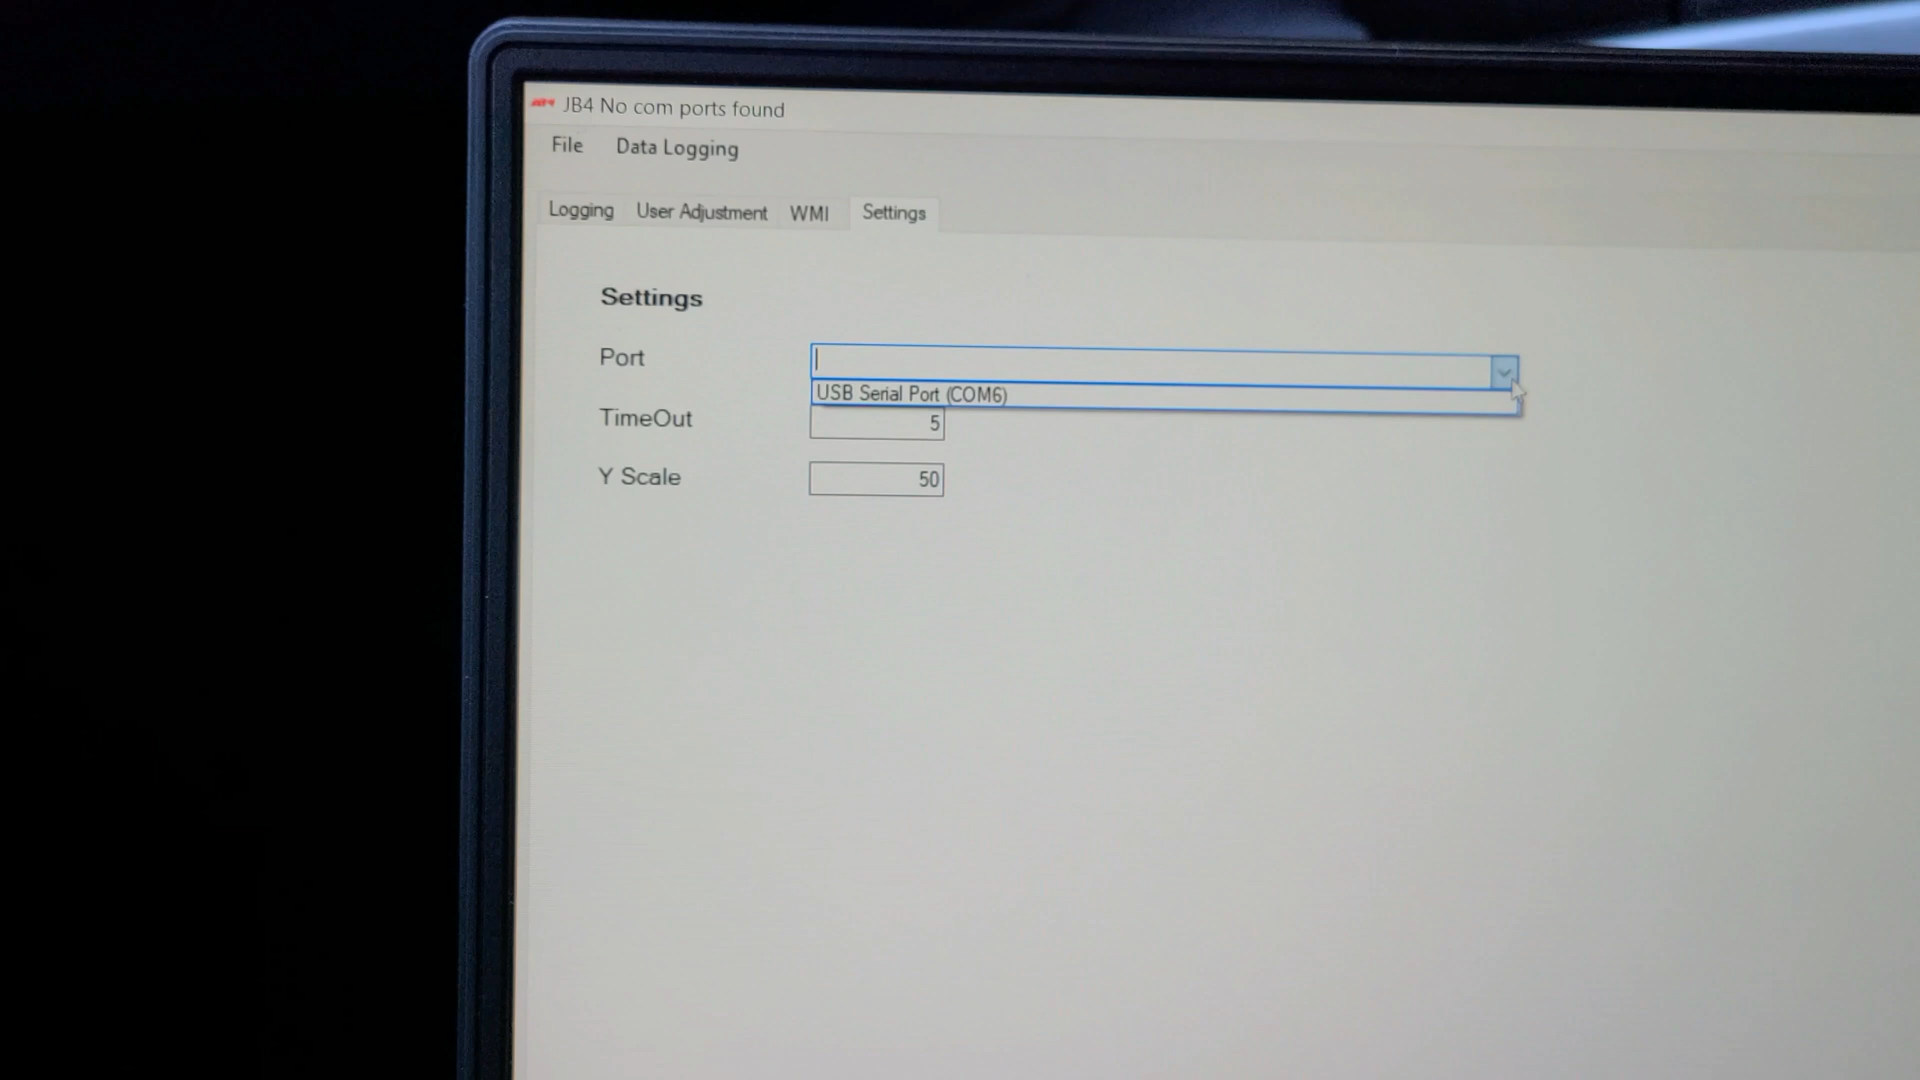 JB4 No com ports found
File Data Logging
Logging User Adjustment WMI Settings
Settings
Port
USB Serial Port (COM6)
TimeOut 5
Y Scale 50